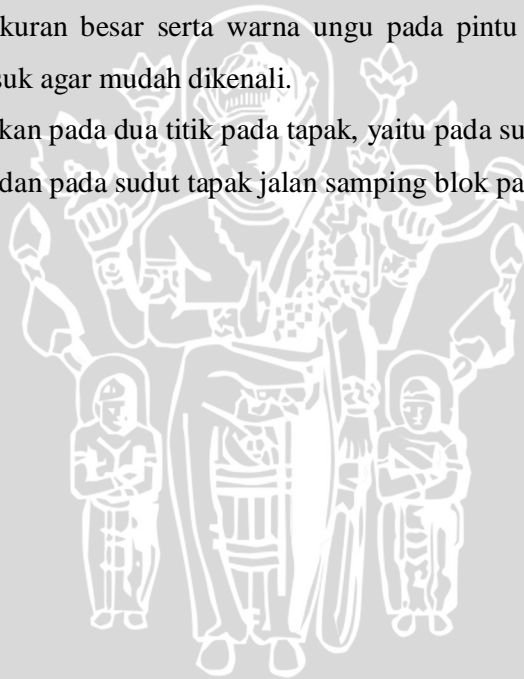 kuran besar serta warna ungu pada pintu
suk agar mudah dikenali.
kan pada dua titik pada tapak, yaitu pada su
dan pada sudut tapak jalan samping blok pa